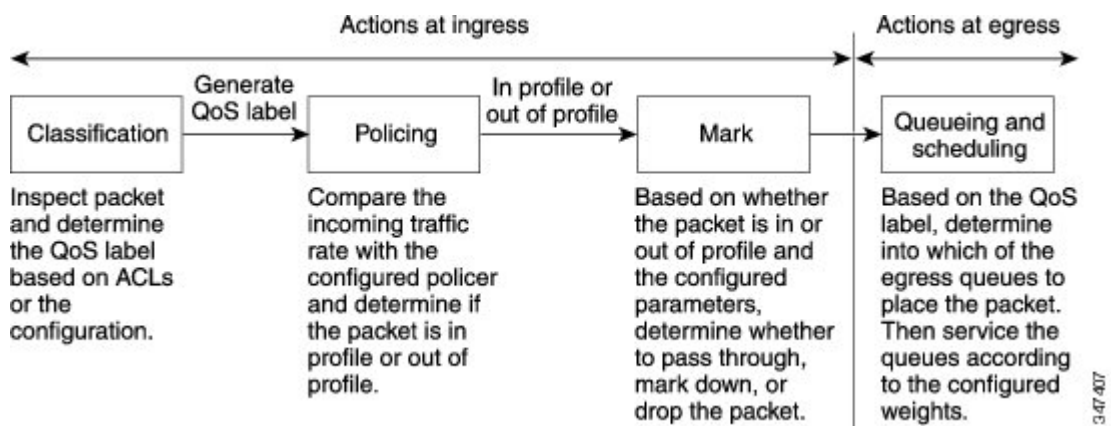 Actions at ingress
Actions at egress
Generate
QoS label
In profile or
out of profile
Classification
Policing
Mark
Queueing and
scheduling
Inspect packet
and determine
the QoS label
based on ACLs
or the
configuration.
Compare the
incoming traffic
rate with the
configured policer
and determine if
the packet is in
profile or out of
profile.
Based on whether
the packet is in or
out of profile and
the configured
parameters,
determine whether
to pass through,
mark down, or
drop the packet.
Based on the QoS
label, determine
into which of the
egress queues to
place the packet.
Then service the
queues according
to the configured
weights.
347407